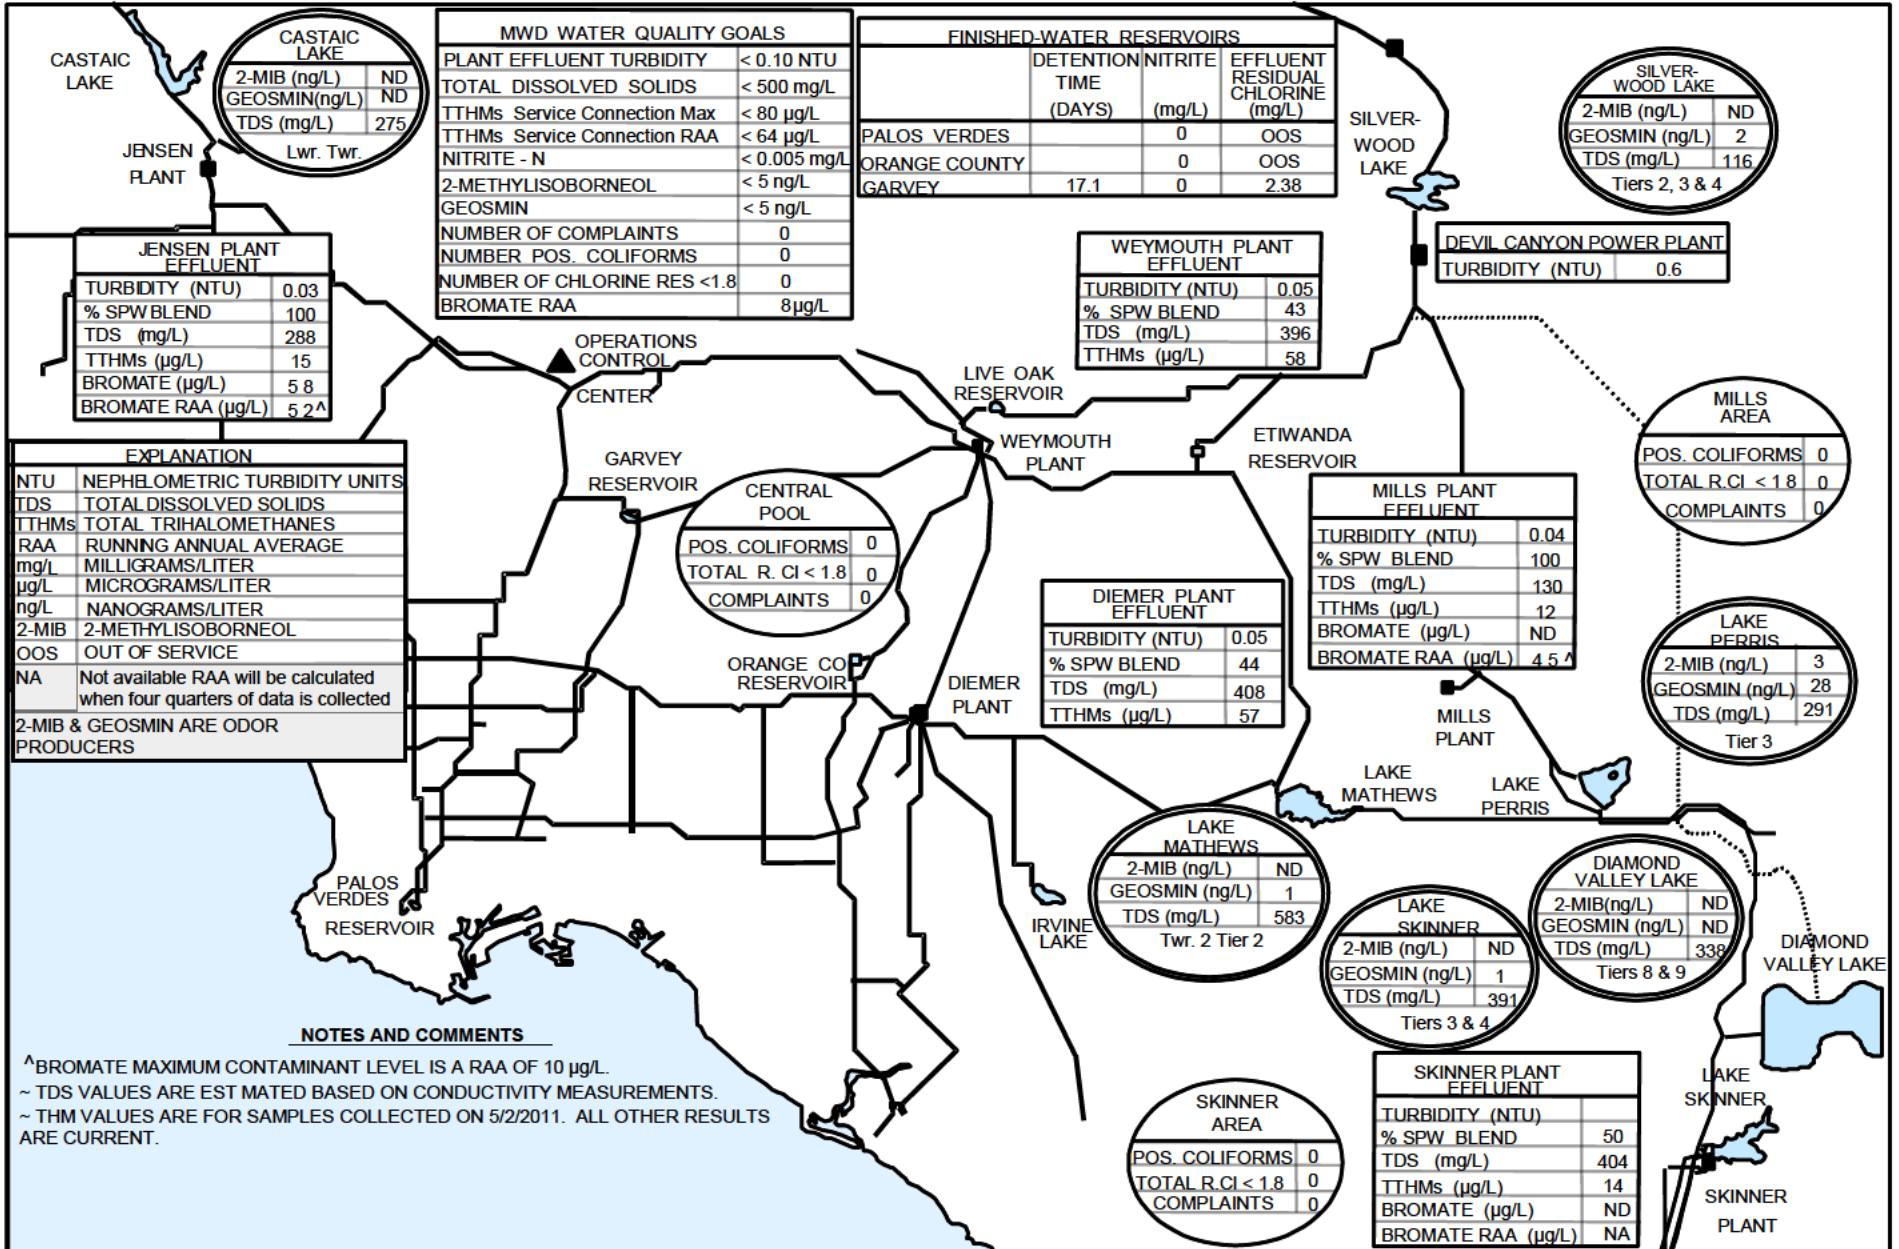 CASTAIC
LAKE
CASTAIC
LAKE
2-MIB (ng/L) ND
GEOSMIN(ng/L) ND
TDS (mg/L) 275
Lwr. Twr.
JENSEN
PLANT
MWD WATER QUALITY GOALS
PLANT EFFLUENT TURBIDITY < 0.10 NTU
TOTAL DISSOLVED SOLIDS < 500 mg/L
TTHMs Service Connection Max < 80 µg/L
TTHMs Service Connection RAA < 64 µg/L
NITRITE - N < 0.005 mg/L
2-METHYLISOBORNEOL < 5 ng/L
GEOSMIN < 5 ng/L
NUMBER OF COMPLAINTS 0
NUMBER POS. COLIFORMS 0
NUMBER OF CHLORINE RES <1.8 0
BROMATE RAA 8µg/L
FINISHED-WATER RESERVOIRS
DETENTION NITRITE EFFLUENT
TIME RESIDUAL
CHLORINE
(DAYS) (mg/L) (mg/L)
PALOS VERDES 0 OOS
ORANGE COUNTY 0 OOS
GARVEY 17.1 0 2.38
SILVER-
WOOD
LAKE
SILVER-
WOOD LAKE
2-MIB (ng/L) ND
GEOSMIN (ng/L) 2
TDS (mg/L) 116
Tiers 2, 3 & 4
DEVIL CANYON POWER PLANT
TURBIDITY (NTU) 0.6
JENSEN PLANT
EFFLUENT
TURBIDITY (NTU) 0.03
% SPW BLEND 100
TDS (mg/L) 288
TTHMs (µg/L) 15
BROMATE (µg/L) 5 8
BROMATE RAA (µg/L) 5 2^
WEYMOUTH PLANT
EFFLUENT
TURBIDITY (NTU) 0.05
% SPW BLEND 43
TDS (mg/L) 396
TTHMs (µg/L) 58
OPERATIONS
CONTROL
CENTER
LIVE OAK
RESERVOIR
WEYMOUTH
PLANT
ETIWANDA
RESERVOIR
GARVEY
RESERVOIR
MILLS
AREA
POS. COLIFORMS 0
TOTAL R.Cl < 1 8 0
COMPLAINTS 0
EXPLANATION
NTU NEPHELOMETRIC TURBIDITY UNITS
TDS TOTAL DISSOLVED SOLIDS
TTHMs TOTAL TRIHALOMETHANES
RAA RUNNING ANNUAL AVERAGE
mg/L MILLIGRAMS/LITER
µg/L MICROGRAMS/LITER
ng/L NANOGRAMS/LITER
2-MIB 2-METHYLISOBORNEOL
OOS OUT OF SERVICE
NA Not available RAA will be calculated
when four quarters of data is collected
2-MIB & GEOSMIN ARE ODOR
PRODUCERS
CENTRAL
POOL
POS. COLIFORMS 0
TOTAL R. Cl < 1.8 0
COMPLAINTS 0
MILLS PLANT
EFFLUENT
TURBIDITY (NTU) 0.04
% SPW BLEND 100
TDS (mg/L) 130
TTHMs (µg/L) 12
BROMATE (µg/L) ND
BROMATE RAA (µg/L) 4 5 ^
DIEMER PLANT
EFFLUENT
TURBIDITY (NTU) 0.05
% SPW BLEND 44
TDS (mg/L) 408
TTHMs (µg/L) 57
LAKE
PERRIS
2-MIB (ng/L) 3
GEOSMIN (ng/L) 28
TDS (mg/L) 291
Tier 3
ORANGE CO
RESERVOIR
DIEMER
PLANT
MILLS
PLANT
LAKE
MATHEWS
LAKE
PERRIS
LAKE
MATHEWS
2-MIB (ng/L) ND
GEOSMIN (ng/L) 1
TDS (mg/L) 583
Twr. 2 Tier 2
DIAMOND
VALLEY LAKE
2-MIB(ng/L) ND
GEOSMIN (ng/L) ND
TDS (mg/L) 338
Tiers 8 & 9
LAKE
SKINNER
2-MIB (ng/L) ND
GEOSMIN (ng/L) 1
TDS (mg/L) 391
Tiers 3 & 4
PALOS
VERDES
RESERVOIR
IRVINE
LAKE
DIAMOND
VALLEY LAKE
NOTES AND COMMENTS
^BROMATE MAXIMUM CONTAMINANT LEVEL IS A RAA OF 10 µg/L.
~ TDS VALUES ARE EST MATED BASED ON CONDUCTIVITY MEASUREMENTS.
~ THM VALUES ARE FOR SAMPLES COLLECTED ON 5/2/2011. ALL OTHER RESULTS
ARE CURRENT.
SKINNER
AREA
POS. COLIFORMS 0
TOTAL R.Cl < 1.8 0
COMPLAINTS 0
SKINNER PLANT
EFFLUENT
TURBIDITY (NTU)
% SPW BLEND 50
TDS (mg/L) 404
TTHMs (µg/L) 14
BROMATE (µg/L) ND
BROMATE RAA (µg/L) NA
LAKE
SKINNER
SKINNER
PLANT